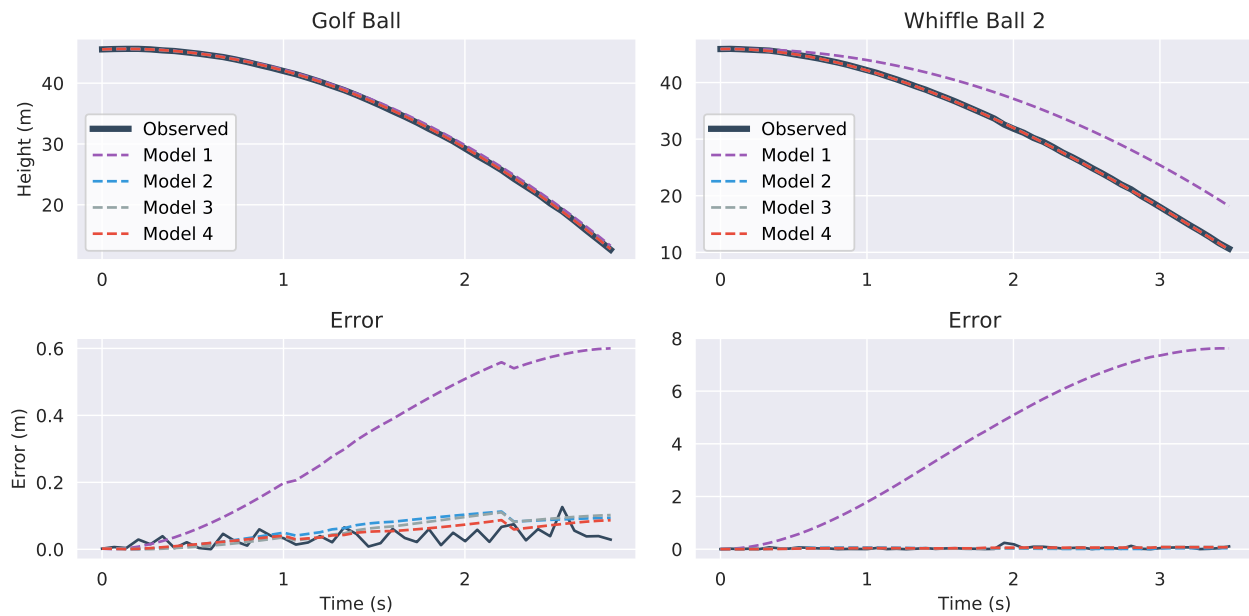 Golf Ball
40
30
20
Height (m)
Observed
Model 1
Model 2
Model 3
Model 4
0
1
2
Whiffle Ball 2
40
30
20
10
Observed
Model 1
Model 2
Model 3
Model 4
0
1
2
3
Error
0.6
0.4
0.2
0.0
Error (m)
0
1
2
Time (s)
Error
8
6
4
2
0
0
1
2
3
Time (s)